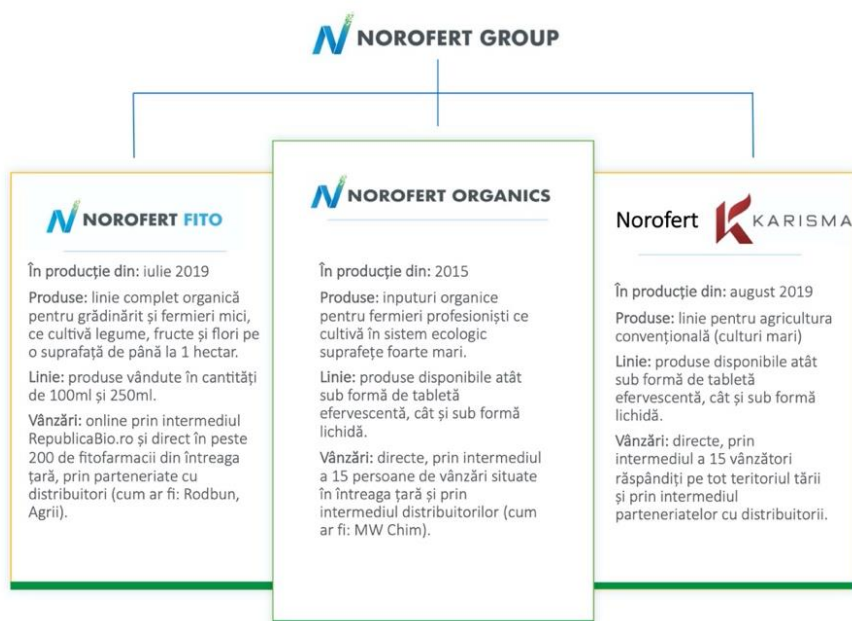 NOROFERT GROUP
NOROFERT FITO
În producție din: iulie 2019
Produse: linie complet organică
pentru grădinărit și fermieri mici,
ce cultivă legume, fructe și flori pe
o suprafață de până la 1 hectar.
Linie: produse vândute în cantități
de 100ml și 250ml.
Vânzări: online prin intermediul
RepublicaBio.ro și direct în peste
200 de fitofarmacii din întreaga
țară, prin parteneriate cu
distribuitori (cum ar fi: Rodbun,
Agrii).
NOROFERT ORGANICS
În producție din: 2015
Produse: inputuri organice
pentru fermieri profesioniști ce
cultivă în sistem ecologic
suprafețe foarte mari.
Linie: produse disponibile atât
sub formă de tabletă
efervescentă, cât și sub formă
lichidă.
Vânzări: directe, prin intermediul
a 15 persoane de vânzări situate
în întreaga țară și prin
intermediul distribuitorilor (cum
ar fi: MW Chim).
Norofert KARISMA
În producție din: august 2019
Produse: linie pentru agricultura
convențională (culturi mari)
Linie: produse disponibile atât
sub formă de tabletă
efervescentă, cât și sub formă
lichidă.
Vânzări: directe, prin
intermediul a 15 vânzători
răspândiți pe tot teritoriul tării
și prin intermediul
parteneriatelor cu distribuitorii.